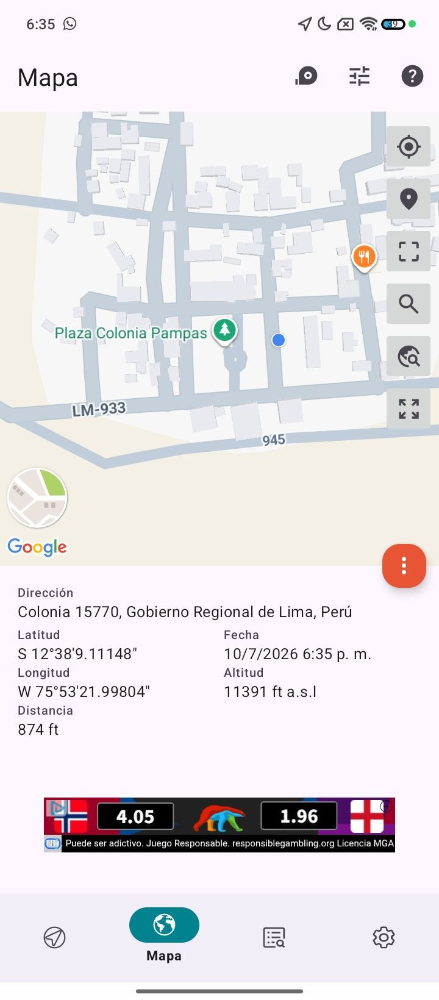 6:35
39
Mapa
Plaza Colonia Pampas
LM-933
945
Google
Dirección
Colonia 15770, Gobierno Regional de Lima, Perú
Latitud
Fecha
S 12°38'9.11148"
10/7/2026 6:35 p. m.
Longitud
Altitud
W 75°53'21.99804"
11391 ft a.s.l
Distancia
874 ft
4.05
1.96
. Puede ser adictivo. Juego Responsable. responsiblegambling.org Licencia MGA
Mapa